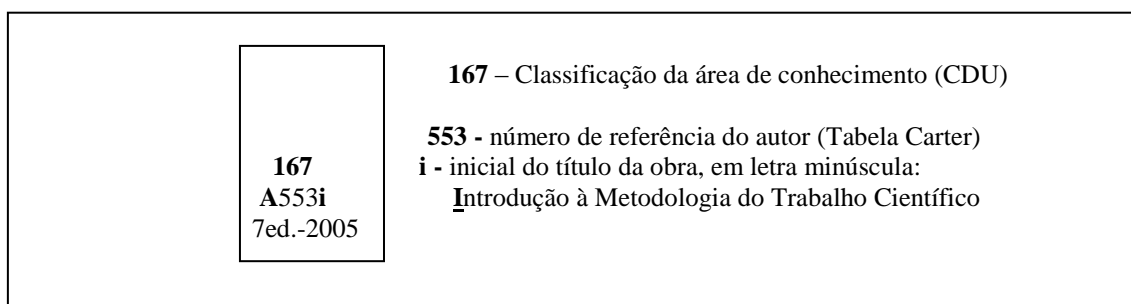 167 – Classificação da área de conhecimento (CDU)
553 - número de referência do autor (Tabela Carter)
167
i - inicial do título da obra, em letra minúscula:
A553i
Introdução à Metodologia do Trabalho Científico
7ed.-2005